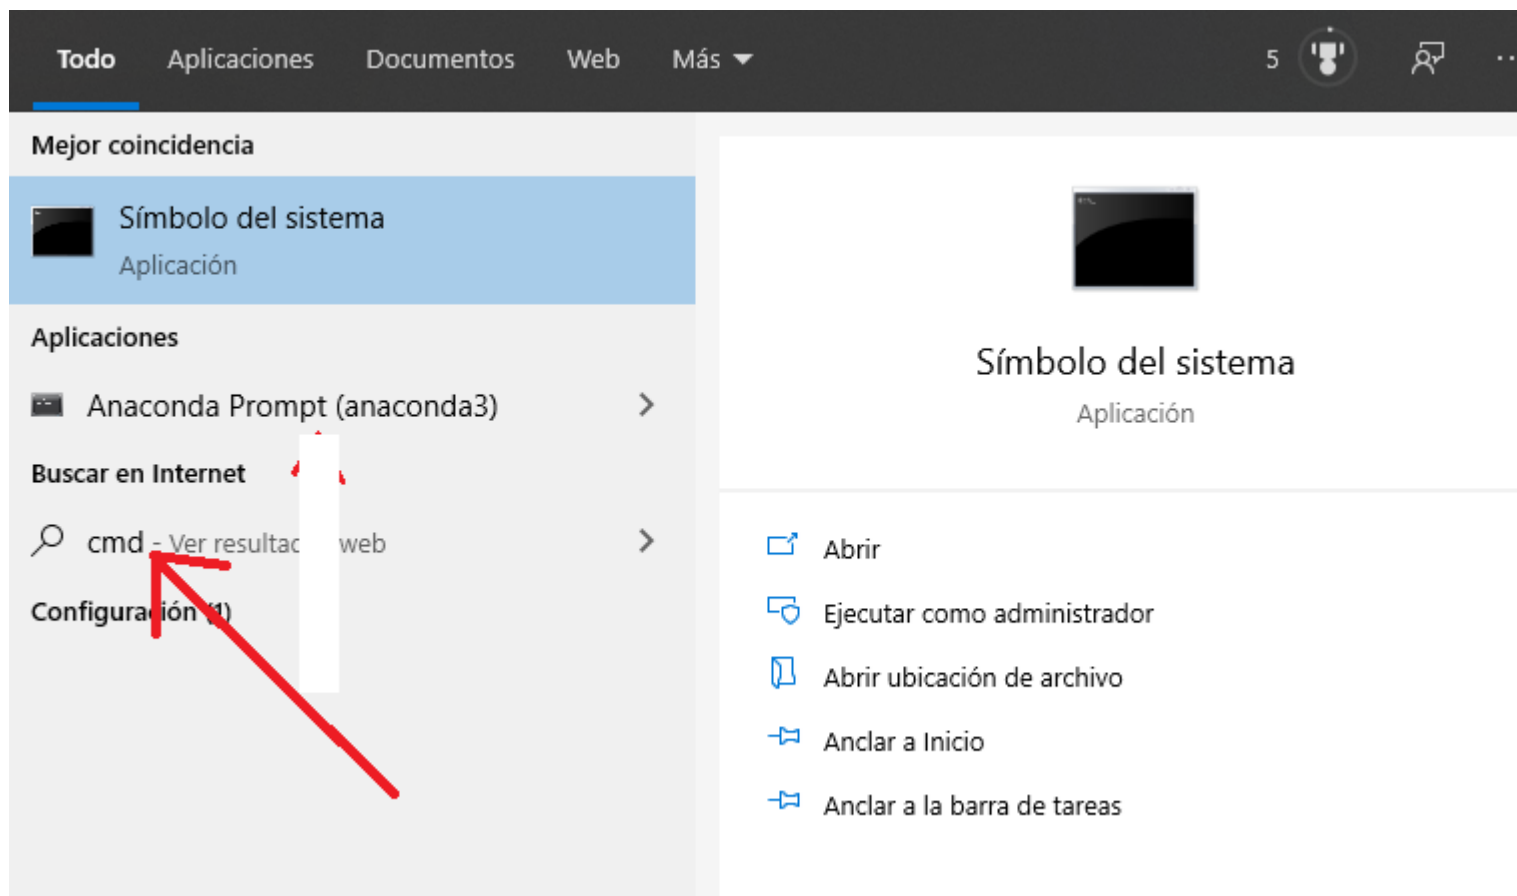 Todo Aplicaciones Documentos Web Más 5
Mejor coincidencia
Símbolo del sistema
Aplicación
Aplicaciones
Anaconda Prompt (anaconda3)
Buscar en Internet
cmd - Ver resultad web
Configuración (1)
Símbolo del sistema
Aplicación
Abrir
Ejecutar como administrador
Abrir ubicación de archivo
Anclar a Inicio
Anclar a la barra de tareas